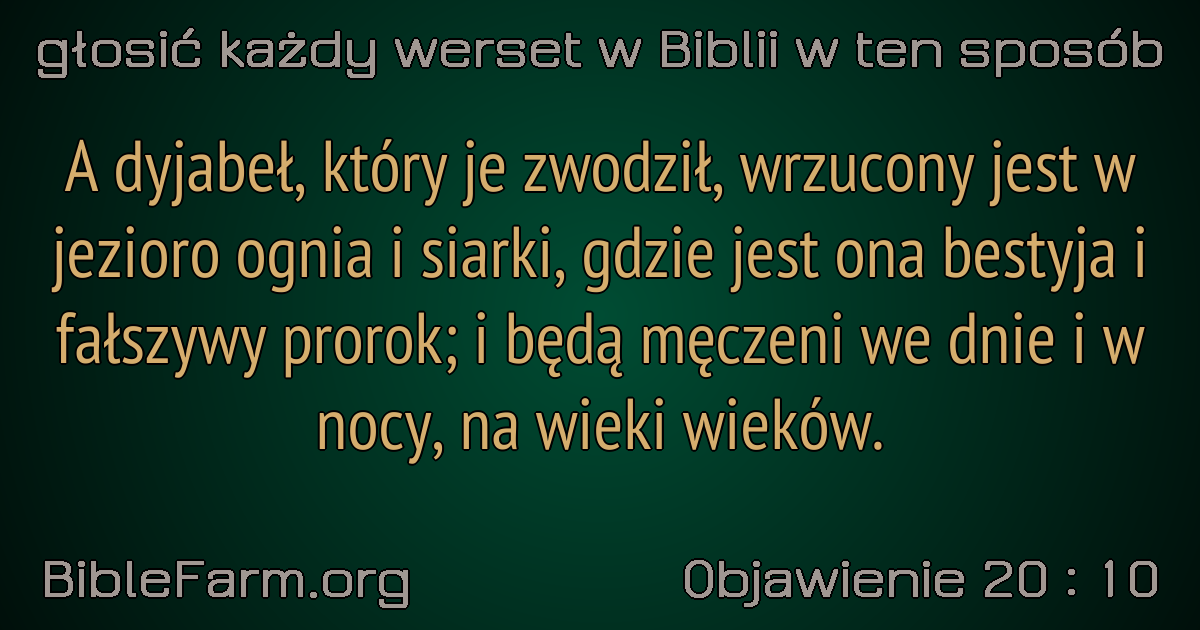 głosić każdy werset w Biblii w ten sposób
A dyjabeł, który je zwodził, wrzucony jest w
jezioro ognia i siarki, gdzie jest ona bestyja i
fałszywy prorok; i będą męczeni we dnie i w
nocy, na wieki wieków.
BibleFarm.org
Objawienie 20 : 10